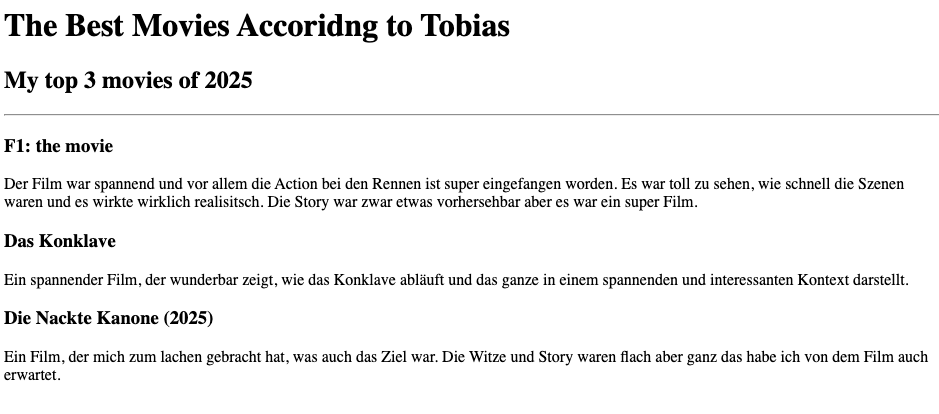 The Best Movies Accoridng to Tobias
My top 3 movies of 2025
F1: the movie
Der Film war spannend und vor allem die Action bei den Rennen ist super eingefangen worden. Es war toll zu sehen, wie schnell die Szenen
waren und es wirkte wirklich realisitsch. Die Story war zwar etwas vorhersehbar aber es war ein super Film.
Das Konklave
Ein spannender Film, der wunderbar zeigt, wie das Konklave abläuft und das ganze in einem spannenden und interessanten Kontext darstellt.
Die Nackte Kanone (2025)
Ein Film, der mich zum lachen gebracht hat, was auch das Ziel war. Die Witze und Story waren flach aber ganz das habe ich von dem Film auch
erwartet.